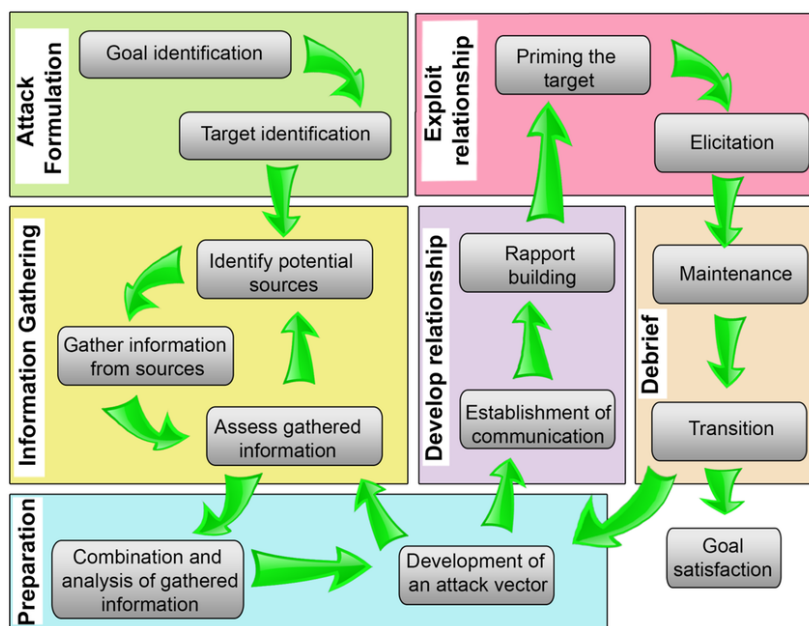 Attack
Formulation
Goal identification
Target identification
Information Gathering
Identify potential
sources
Gather information
from sources
Assess gathered
information
Preparation
Combination and
analysis of gathered
information
Development of
an attack vector
Develop relationship
Establishment of
communication
Rapport
building
Exploit
relationship
Priming the
target
Elicitation
Debrief
Maintenance
Transition
Goal
satisfaction